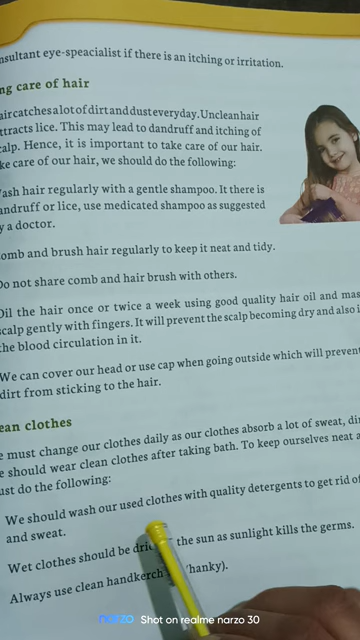 nsultant eye-speacialist if there is an itching or irritation.
ng care of hair
air catches a lot of dirt and dust everyday. Unclean hair
ttracts lice. This may lead to dandruff and itching of
calp. Hence, it is important to take care of our hair.
ke care of our hair, we should do the following:
ash hair regularly with a gentle shampoo. It there is
andruff or lice, use medicated shampoo as suggested
y a doctor.
omb and brush hair regularly to keep it neat and tidy.
Do not share comb and hair brush with others.
Oil the hair once or twice a week using good quality hair oil and mas
scalp gently with fingers. It will prevent the scalp becoming dry and also i
the blood circulation in it.
We can cover our head or use cap when going outside which will prevent
dirt from sticking to the hair.
ean clothes
e must change our clothes daily as our clothes absorb a lot of sweat, dir
e should wear clean clothes after taking bath. To keep ourselves neat a
ust do the following:
We should wash our used clothes with quality detergents to get rid of
and sweat.
Wet clothes should be the sun as sunlight kills the germs.
Always use clean handkerch (hanky).
narzo Shot on realme narzo 30